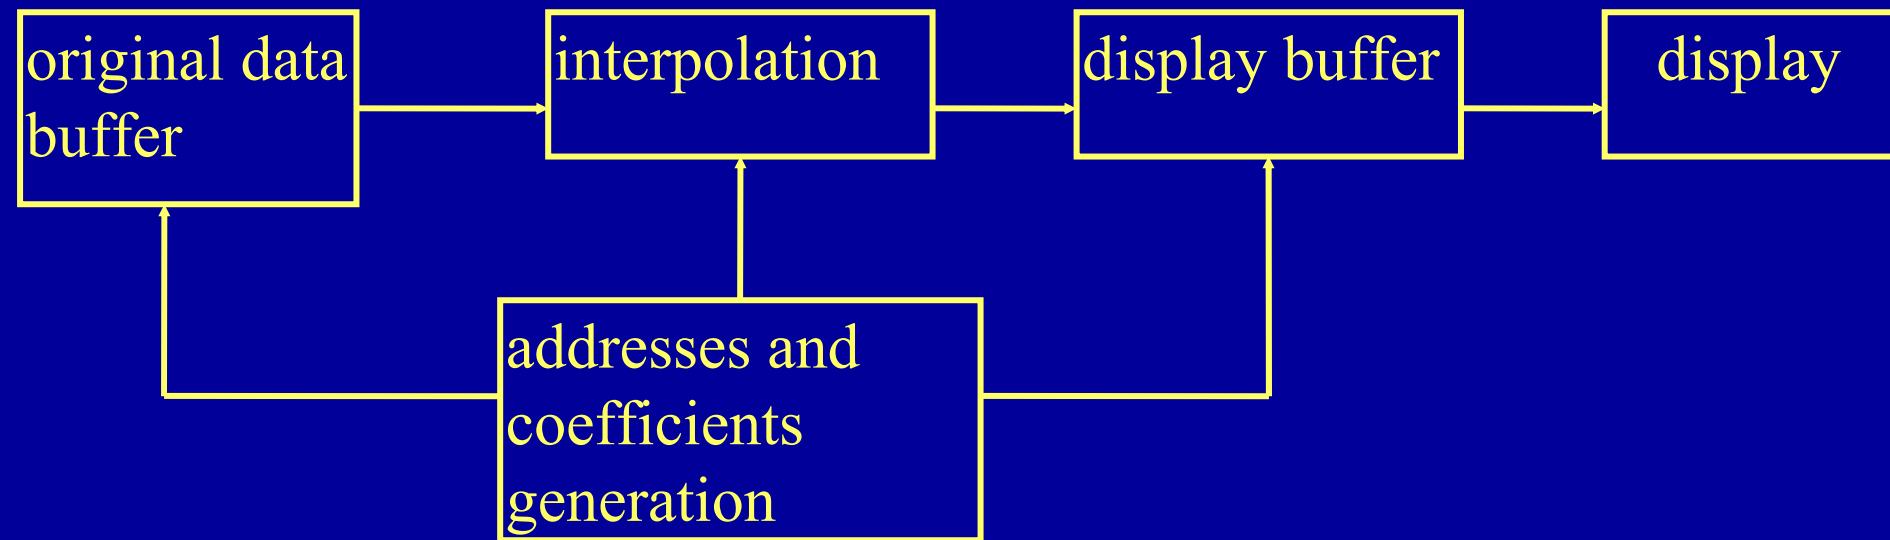 original data
buffer
interpolation
display buffer
display
addresses and
coefficients
generation